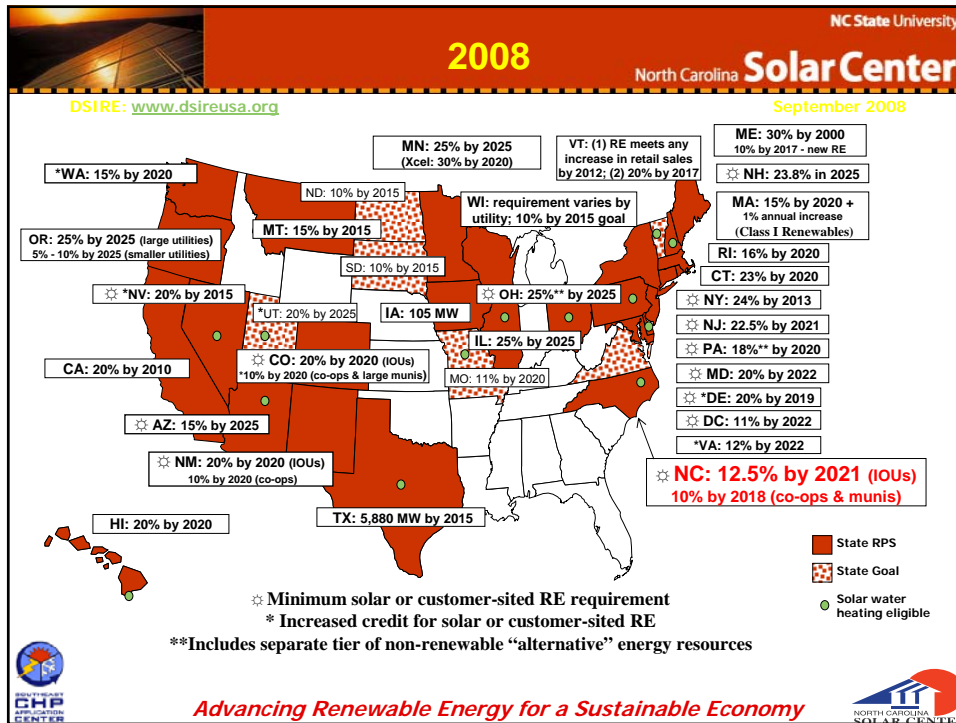 NC State University
2008
North Carolina Solar Center
DSIRE: www.dsireusa.org
September 2008
MN: 25% by 2025
(Xcel: 30% by 2020)
VT: (1) RE meets any
increase in retail sales
by 2012; (2) 20% by 2017
ME: 30% by 2000
10% by 2017 - new RE
*WA: 15% by 2020
☼ NH: 23.8% in 2025
ND: 10% by 2015
WI: requirement varies by
utility; 10% by 2015 goal
MA: 15% by 2020 +
1% annual increase
(Class I Renewables)
MT: 15% by 2015
OR: 25% by 2025 (large utilities)
5% - 10% by 2025 (smaller utilities)
RI: 16% by 2020
SD: 10% by 2015
CT: 23% by 2020
☼ *NV: 20% by 2015
☼ OH: 25%** by 2025
☼ NY: 24% by 2013
*UT: 20% by 2025
IA: 105 MW
☼ NJ: 22.5% by 2021
IL: 25% by 2025
☼ PA: 18%** by 2020
☼ CO: 20% by 2020 (IOUs)
*10% by 2020 (co-ops & large munis)
CA: 20% by 2010
MO: 11% by 2020
☼ MD: 20% by 2022
☼ *DE: 20% by 2019
☼ AZ: 15% by 2025
☼ DC: 11% by 2022
*VA: 12% by 2022
☼ NM: 20% by 2020 (IOUs)
10% by 2020 (co-ops)
☼ NC: 12.5% by 2021 (IOUs)
10% by 2018 (co-ops & munis)
HI: 20% by 2020
TX: 5,880 MW by 2015
State RPS
State Goal
Solar water
heating eligible
☼ Minimum solar or customer-sited RE requirement
* Increased credit for solar or customer-sited RE
**Includes separate tier of non-renewable “alternative” energy resources
SOUTHEAST
CHP
APPLICATION
CENTER
Advancing Renewable Energy for a Sustainable Economy
NORTH CAROLINA
SOLAR CENTER